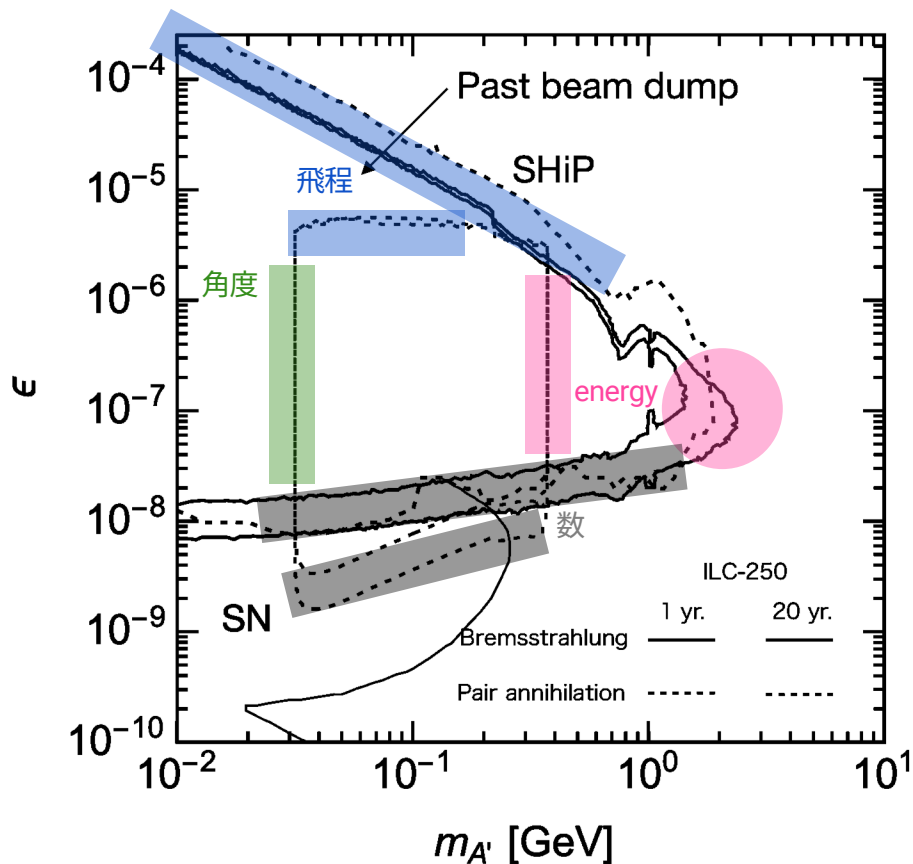 10⁻⁴
Past beam dump
SHiP
飛程
10⁻⁵
角度
10⁻⁶
ϵ
energy
10⁻⁷
10⁻⁸
数
ILC-250
10⁻⁹
SN
1 yr. 20 yr.
Bremsstrahlung
Pair annihilation
10⁻¹⁰
10⁻² 10⁻¹ 10⁰ 10¹
m_A' [GeV]